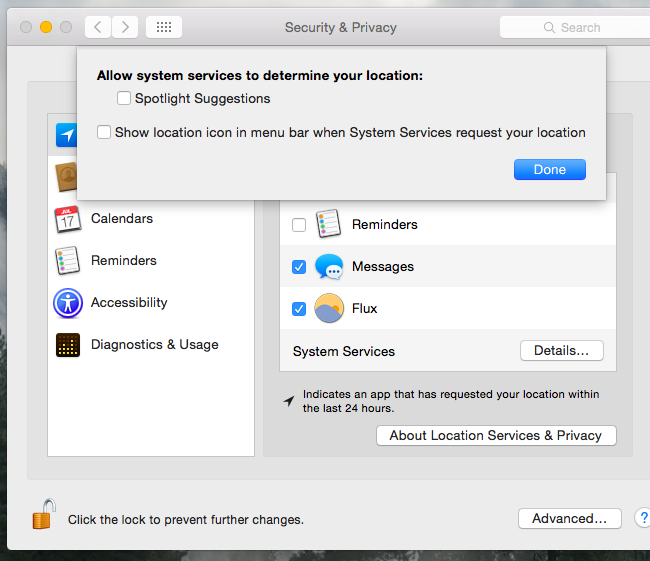 Security & Privacy
Search
Allow system services to determine your location:
Spotlight Suggestions
Show location icon in menu bar when System Services request your location
Done
JUL
17
Calendars
Reminders
Accessibility
Diagnostics & Usage
Reminders
Messages
Flux
System Services
Details...
Indicates an app that has requested your location within
the last 24 hours.
About Location Services & Privacy
Click the lock to prevent further changes.
Advanced...
?